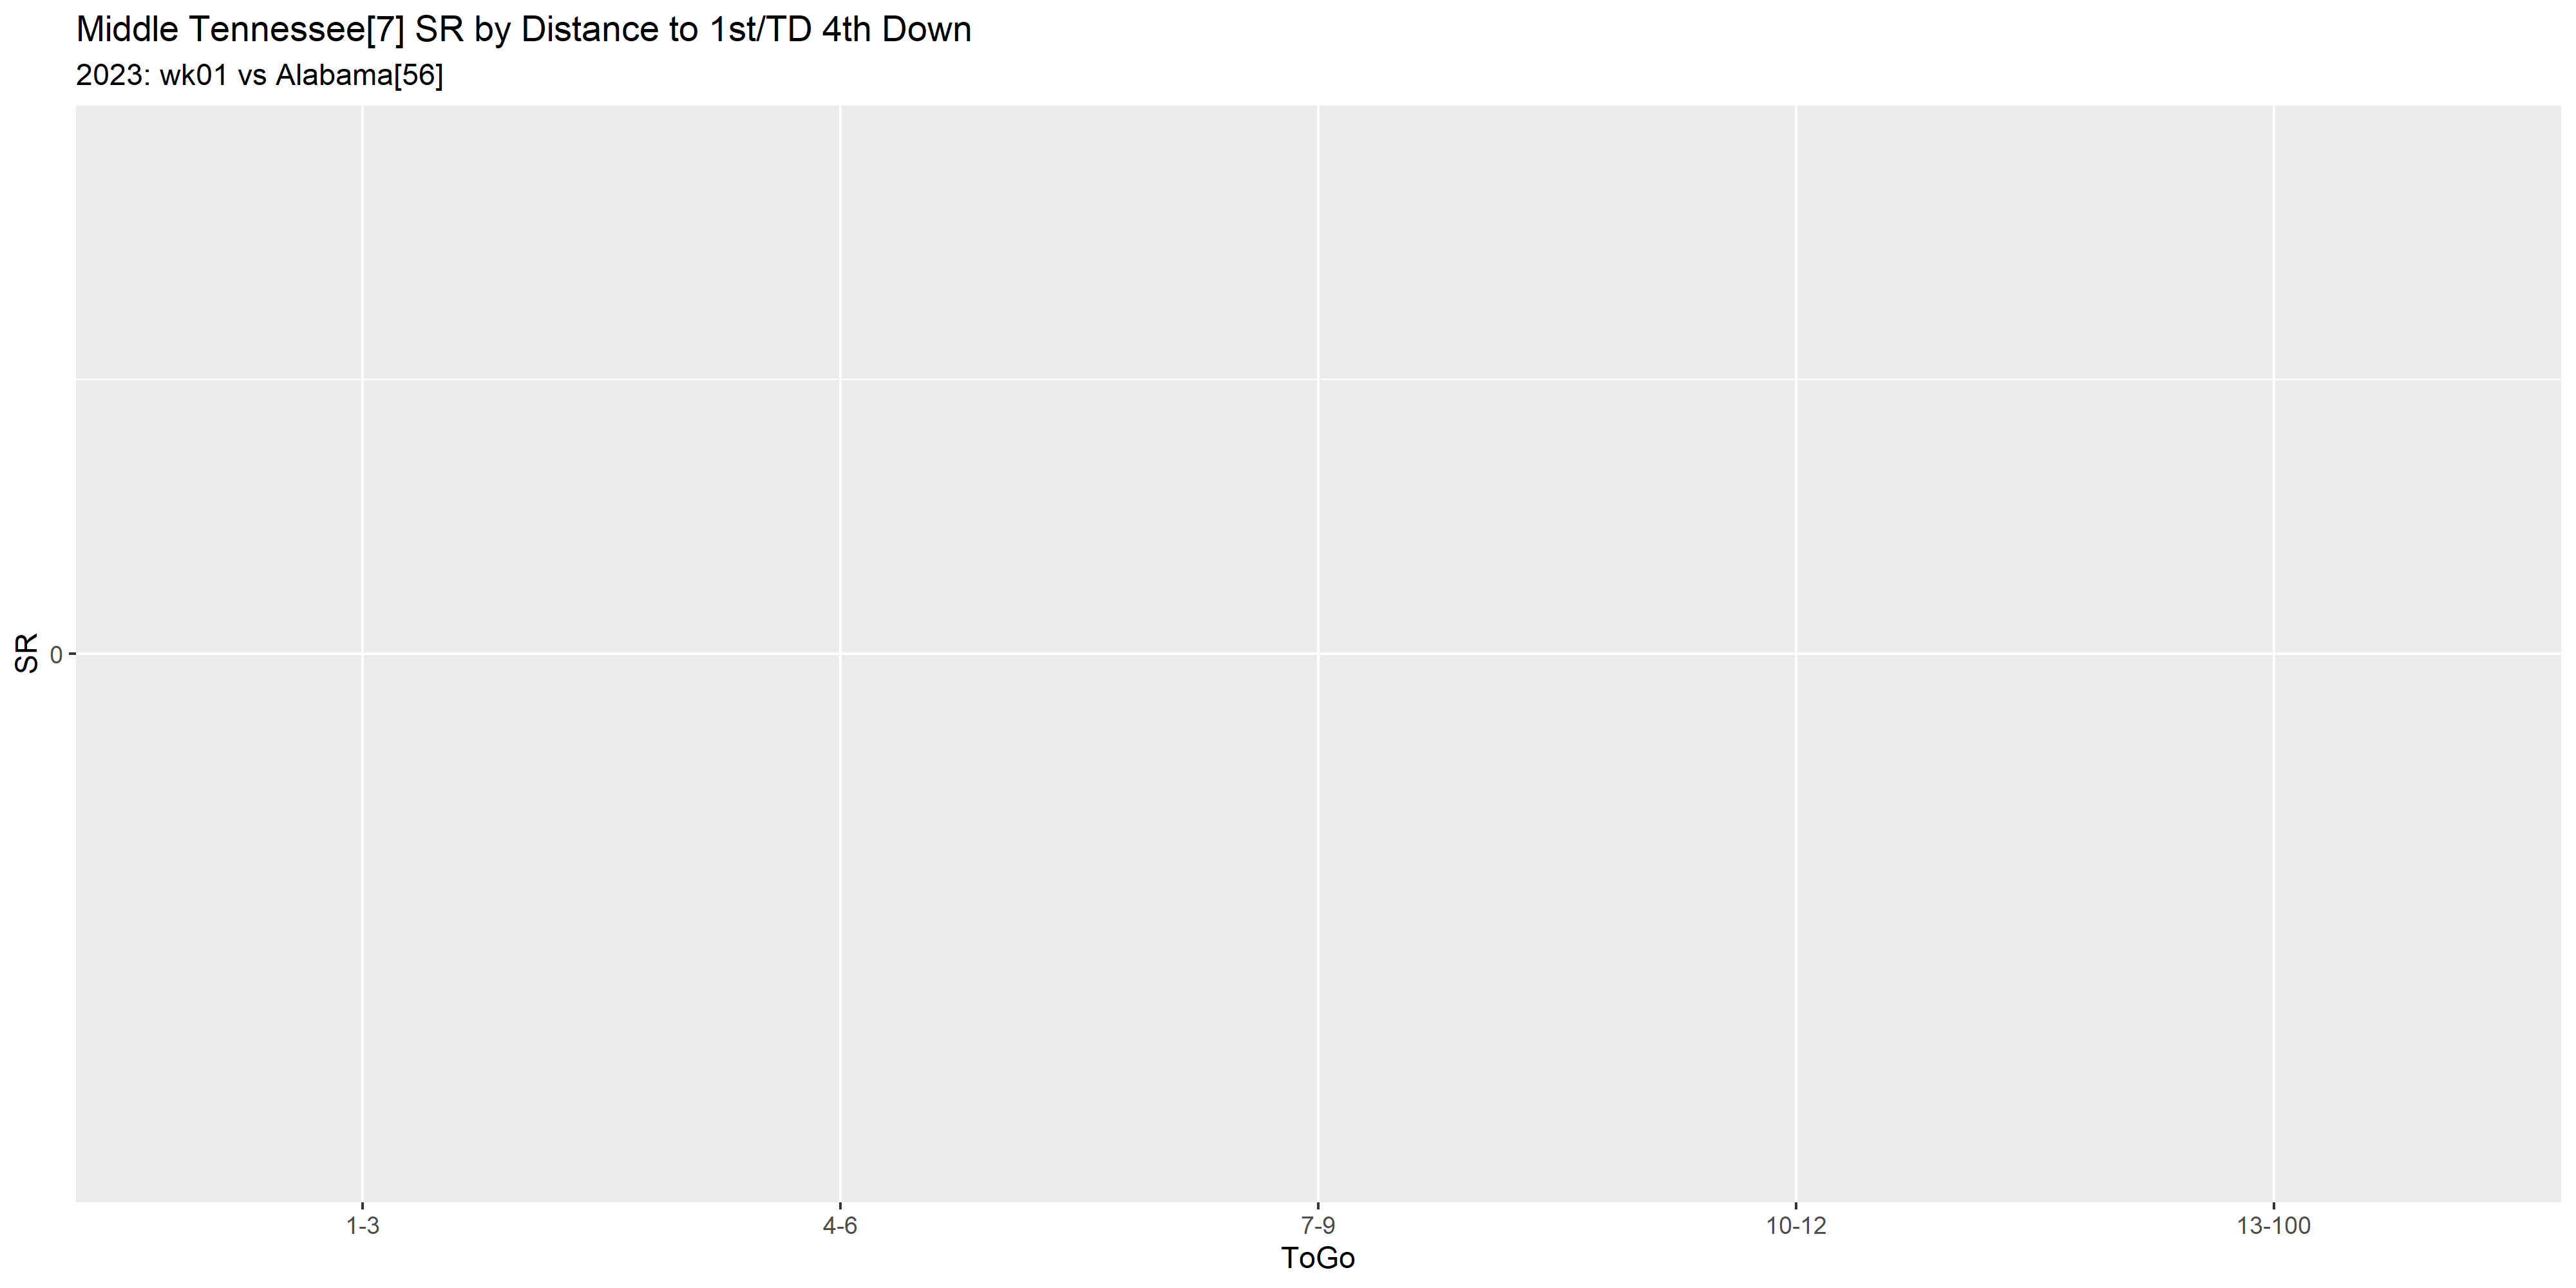 Middle Tennessee[7] SR by Distance to 1st/TD 4th Down
2023: wk01 vs Alabama[56]
SR
0
1-3
4-6
7-9
10-12
13-100
ToGo